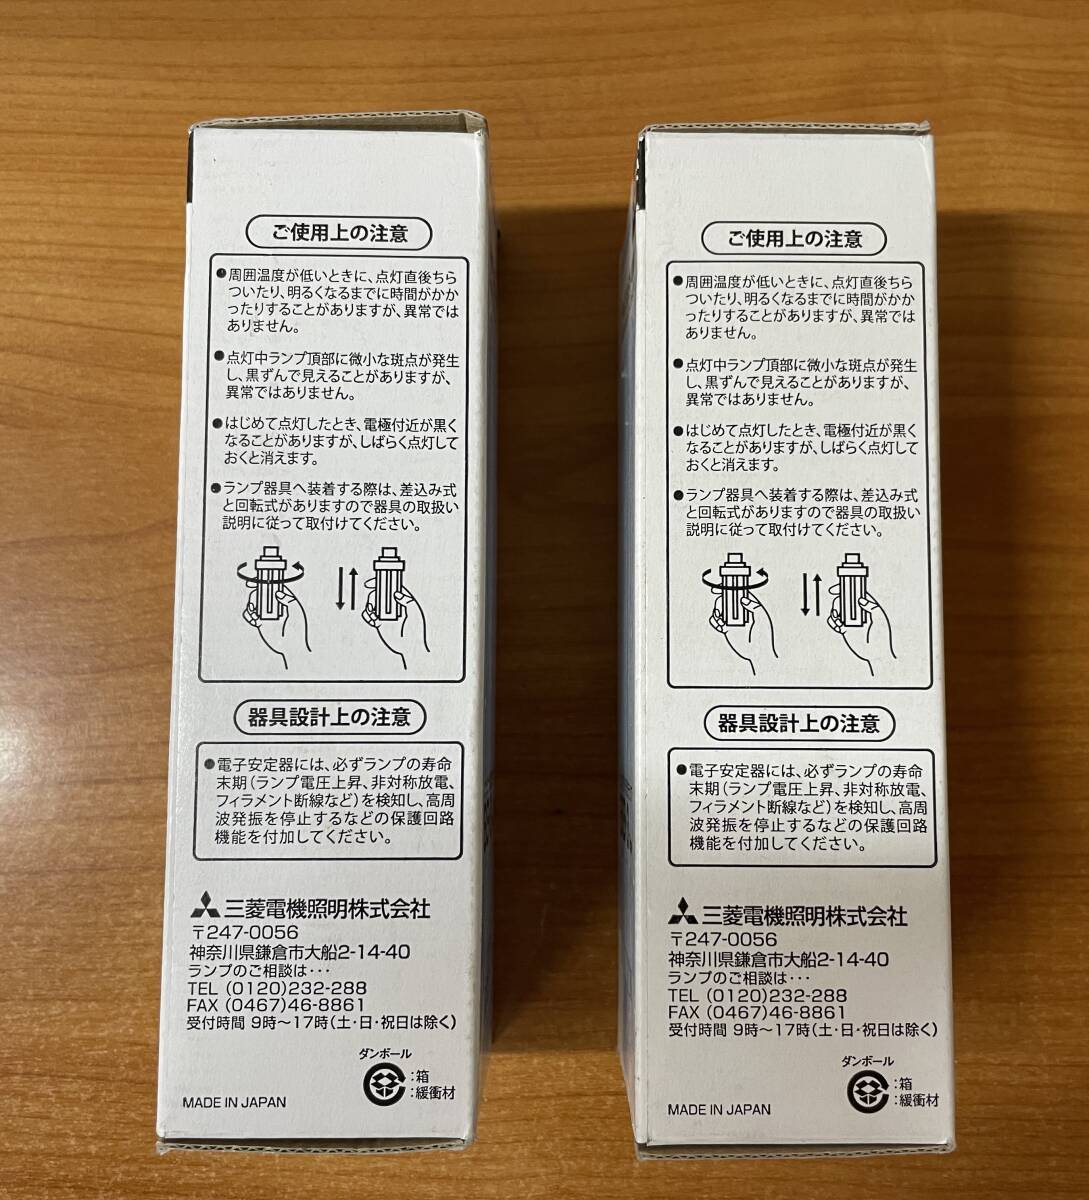 ご使用上の注意
●周囲温度が低いときに、点灯直後ちら
ついたり、明るくなるまでに時間がかか
ったりすることがありますが、異常では
ありません。
●点灯中ランプ頂部に微小な斑点が発生
し、黒ずんで見えることがありますが、
異常ではありません。
●はじめて点灯したとき、電極付近が黒く
なることがありますが、しばらく点灯して
おくと消えます。
●ランプ器具へ装着する際は、差込み式
と回転式がありますので器具の取扱い
説明に従って取付けてください。
器具設計上の注意
●電子安定器には、必ずランプの寿命
末期(ランプ電圧上昇、非対称放電、
フィラメント断線など)を検知し、高周
波発振を停止するなどの保護回路
機能を付加してください。
三菱電機照明株式会社
〒247-0056
神奈川県鎌倉市大船2-14-40
ランプのご相談は・・・
TEL (0120)232-288
FAX (0467)46-8861
受付時間 9時～17時(土・日・祝日は除く)
ダンボール
:箱
:緩衝材
MADE IN JAPAN
ご使用上の注意
●周囲温度が低いときに、点灯直後ちら
ついたり、明るくなるまでに時間がかか
ったりすることがありますが、異常では
ありません。
●点灯中ランプ頂部に微小な斑点が発生
し、黒ずんで見えることがありますが、
異常ではありません。
●はじめて点灯したとき、電極付近が黒く
なることがありますが、しばらく点灯して
おくと消えます。
●ランプ器具へ装着する際は、差込み式
と回転式がありますので器具の取扱い
説明に従って取付けてください。
器具設計上の注意
●電子安定器には、必ずランプの寿命
末期(ランプ電圧上昇、非対称放電、
フィラメント断線など)を検知し、高周
波発振を停止するなどの保護回路
機能を付加してください。
三菱電機照明株式会社
〒247-0056
神奈川県鎌倉市大船2-14-40
ランプのご相談は・・・
TEL (0120)232-288
FAX (0467)46-8861
受付時間 9時～17時(土・日・祝日は除く)
ダンボール
:箱
:緩衝材
MADE IN JAPAN